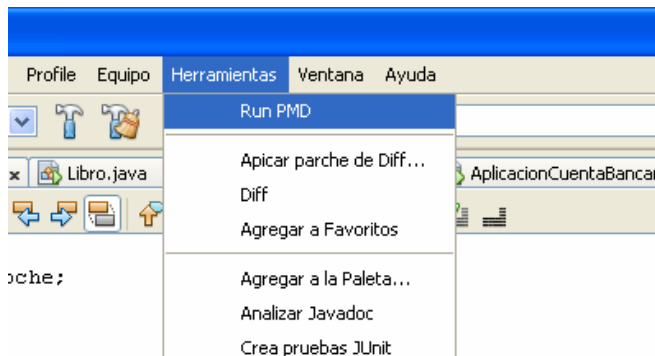 Profile Equipo Herramientas Ventana Ayuda
Run PMD
Apicar parche de Diff...
Libro.java
AplicacionCuentaBancar
Diff
Agregar a Favoritos
oche;
Agregar a la Paleta...
Analizar Javadoc
Crea pruebas JUnit